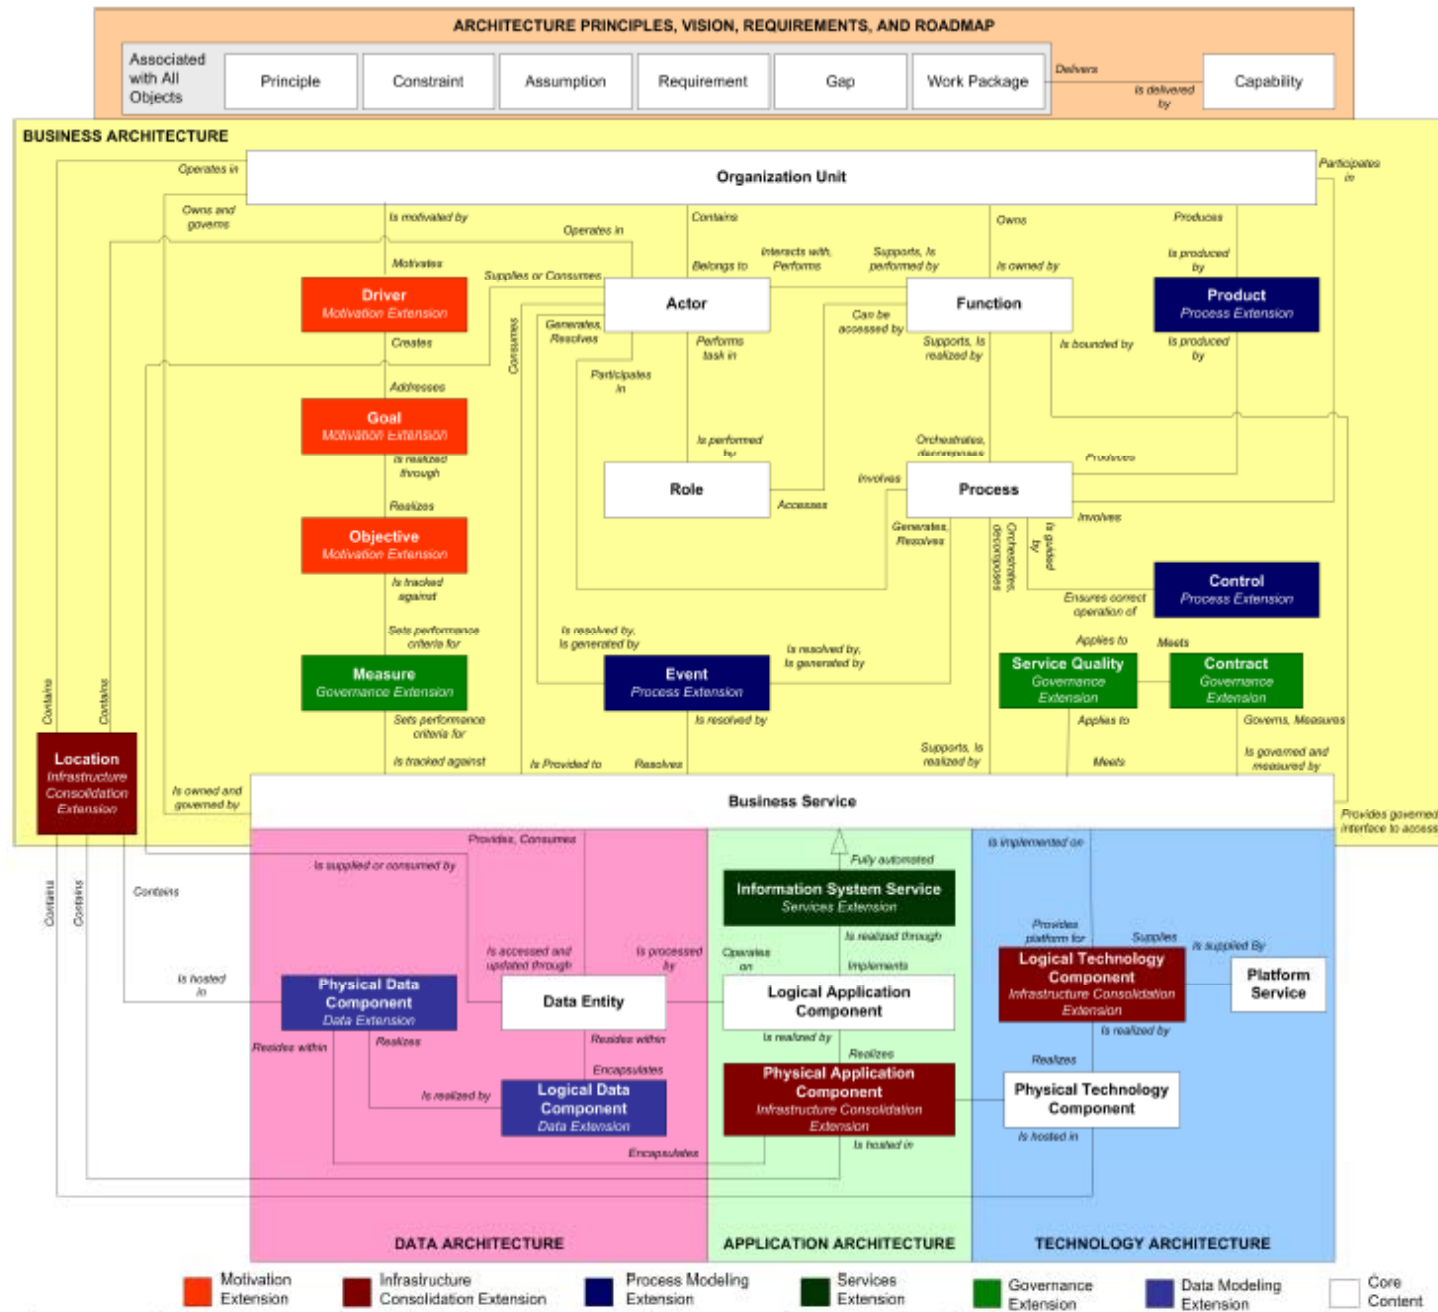 ARCHITECTURE PRINCIPLES, VISION, REQUIREMENTS, AND ROADMAP
Associated
with All
Objects
Principle
Constraint
Assumption
Requirement
Gap
Work Package
Delivers
Is delivered
by
Capability
BUSINESS ARCHITECTURE
Operates in
Organization Unit
Participates
in
Owns and
governs
Is motivated by
Operates in
Contains
Owns
Produces
Motivates
Supplies or Consumes
Belongs to
Interacts with,
Performs
Supports, Is
performed by
Is owned by
Is produced
by
Driver
Motivation Extension
Actor
Function
Product
Process Extension
Creates
Consumes
Generates,
Resolves
Performs
task in
Can be
accessed by
Supports, Is
realized by
Is bounded by
Is produced
by
Participates
in
Addresses
Goal
Motivation Extension
Is realized
through
Is performed
by
Orchestrates,
decomposes
Produces
Realizes
Role
Accesses
Involves
Process
Involves
Objective
Motivation Extension
Generates,
Resolves
Orchestrates,
decomposes
Is guided
by
Is tracked
against
Control
Process Extension
Ensures correct
operation of
Sets performance
criteria for
Is resolved by,
Is generated by
Is resolved by,
Is generated by
Applies to
Meets
Measure
Governance Extension
Event
Process Extension
Service Quality
Governance
Extension
Contract
Governance
Extension
Contains
Contains
Sets performance
criteria for
Is resolved by
Applies to
Governs, Measures
Location
Infrastructure
Consolidation
Extension
Is tracked against
Is Provided to
Resolves
Supports, Is
realized by
Meets
Is governed and
measured by
Is owned and
governed by
Business Service
Provides governed
interface to access
Provides, Consumes
Is implemented on
Is supplied or consumed by
Fully automated
Contains
Contains
Contains
Information System Service
Services Extension
Is realized through
Provides
platform for
Supplies
Is supplied By
Is accessed and
updated through
Is processed
by
Operates
on
Implements
Is hosted
in
Physical Data
Component
Data Extension
Data Entity
Logical Application
Component
Logical Technology
Component
Infrastructure Consolidation
Extension
Platform
Service
Resides within
Realizes
Resides within
Is realized by
Is realized by
Encapsulates
Realizes
Realizes
Is realized by
Logical Data
Component
Data Extension
Physical Application
Component
Infrastructure Consolidation
Extension
Physical Technology
Component
Encapsulates
Is hosted in
Is hosted in
DATA ARCHITECTURE
APPLICATION ARCHITECTURE
TECHNOLOGY ARCHITECTURE
Motivation
Extension
Infrastructure
Consolidation Extension
Process Modeling
Extension
Services
Extension
Governance
Extension
Data Modeling
Extension
Core
Content